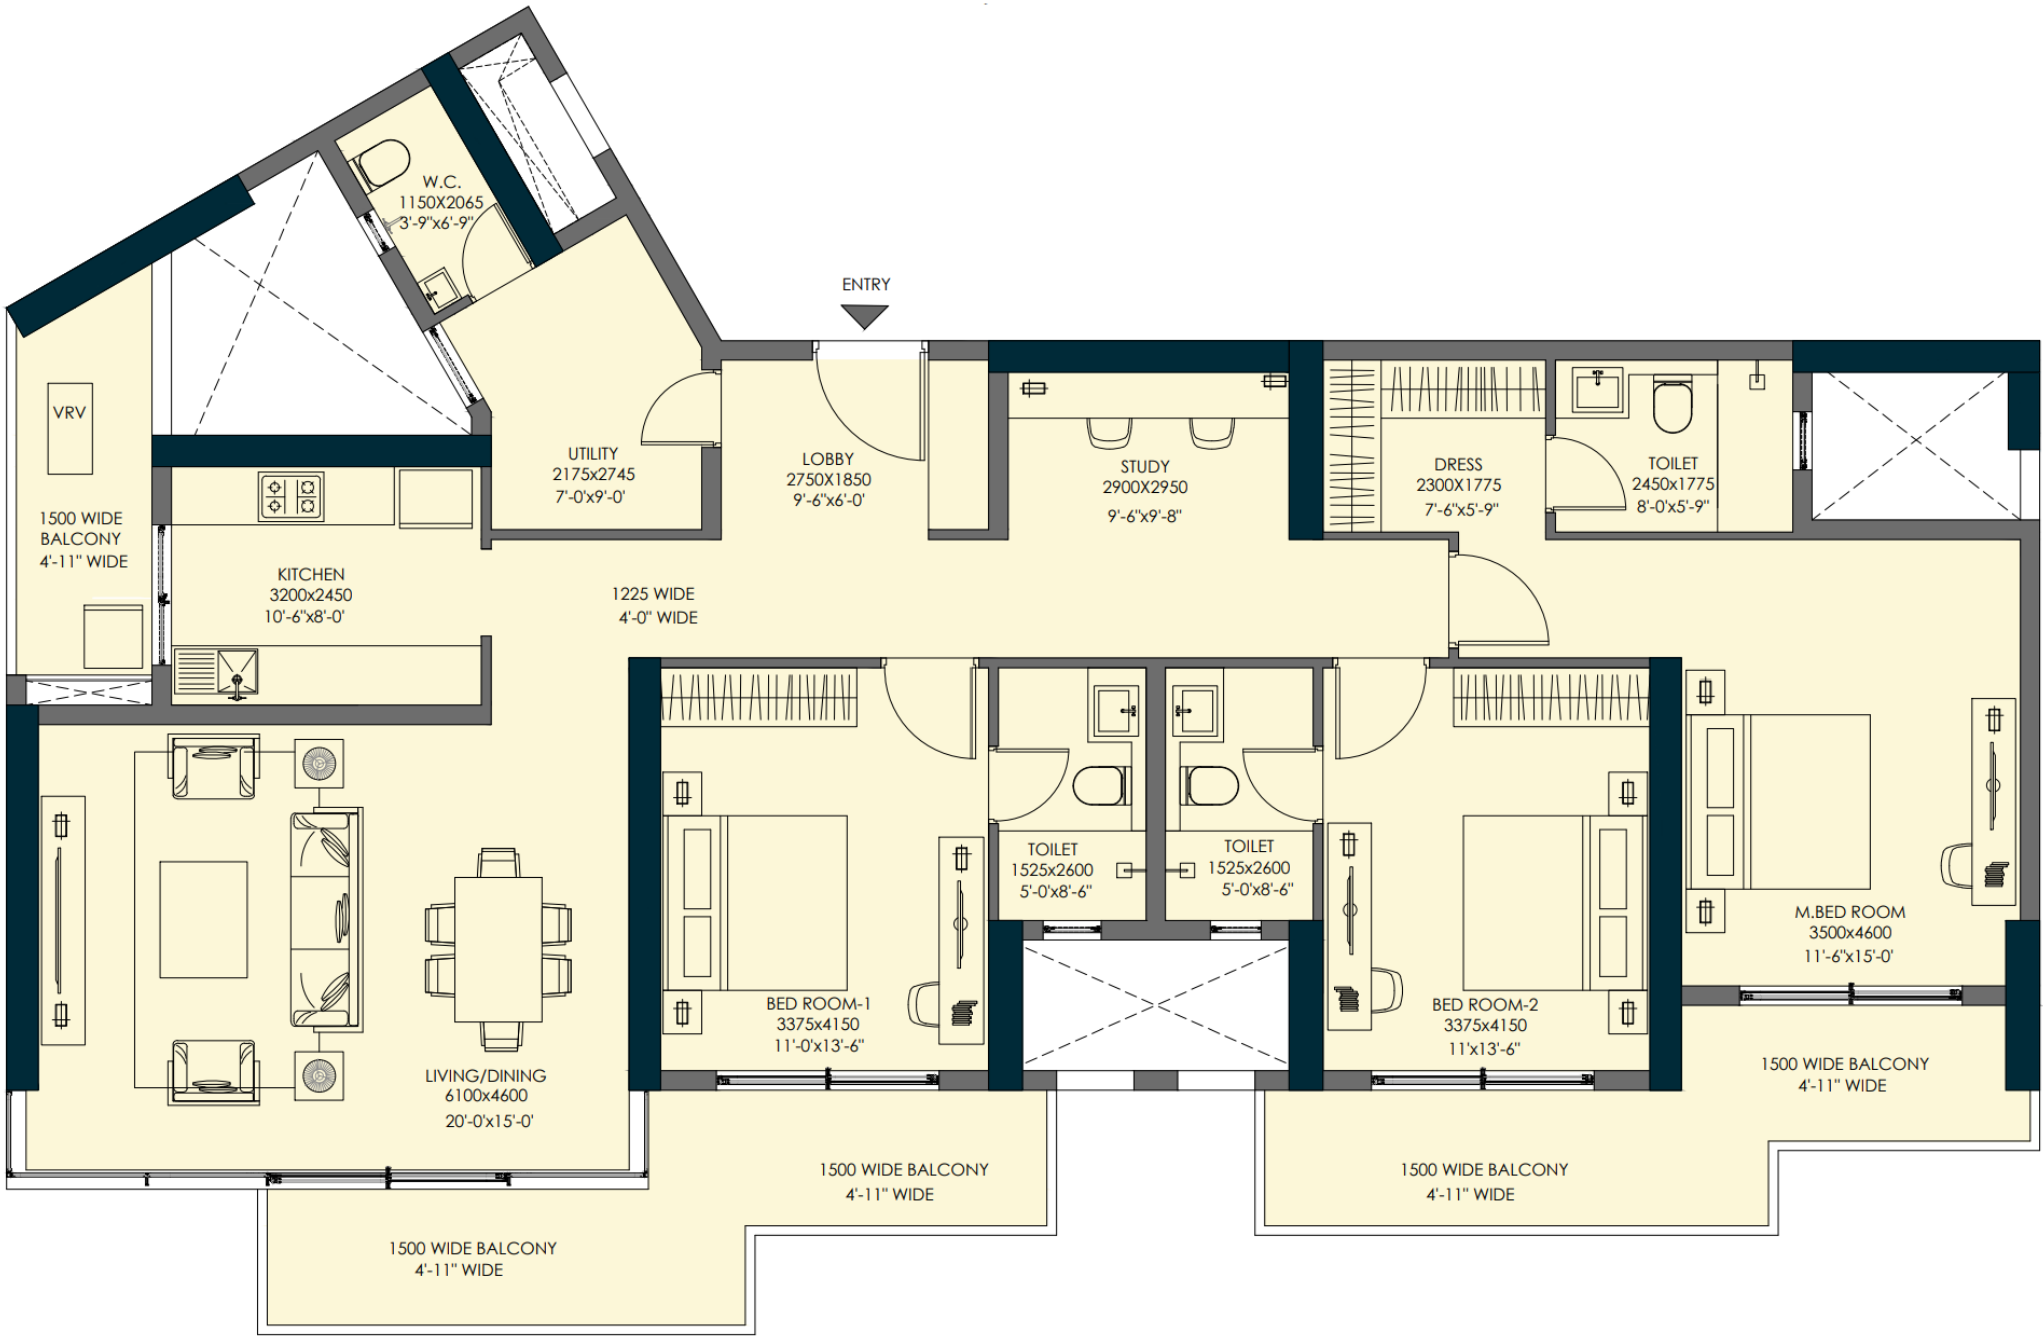 W.C.
1150X2065
3'-9"x6'-9"
ENTRY
VRV
1500 WIDE
BALCONY
4'-11" WIDE
UTILITY
2175x2745
7'-0'x9'-0'
LOBBY
2750X1850
9'-6"x6'-0'
STUDY
2900X2950
9'-6"x9'-8"
DRESS
2300X1775
7'-6"x5'-9"
TOILET
2450x1775
8'-0'x5'-9"
KITCHEN
3200x2450
10'-6"x8'-0'
1225 WIDE
4'-0" WIDE
TOILET
1525x2600
5'-0'x8'-6"
TOILET
1525x2600
5'-0'x8'-6"
M.BED ROOM
3500x4600
11'-6"x15'-0'
BED ROOM-1
3375x4150
11'-0'x13'-6"
BED ROOM-2
3375x4150
11'x13'-6"
LIVING/DINING
6100x4600
20'-0'x15'-0'
1500 WIDE BALCONY
4'-11" WIDE
1500 WIDE BALCONY
4'-11" WIDE
1500 WIDE BALCONY
4'-11" WIDE
1500 WIDE BALCONY
4'-11" WIDE